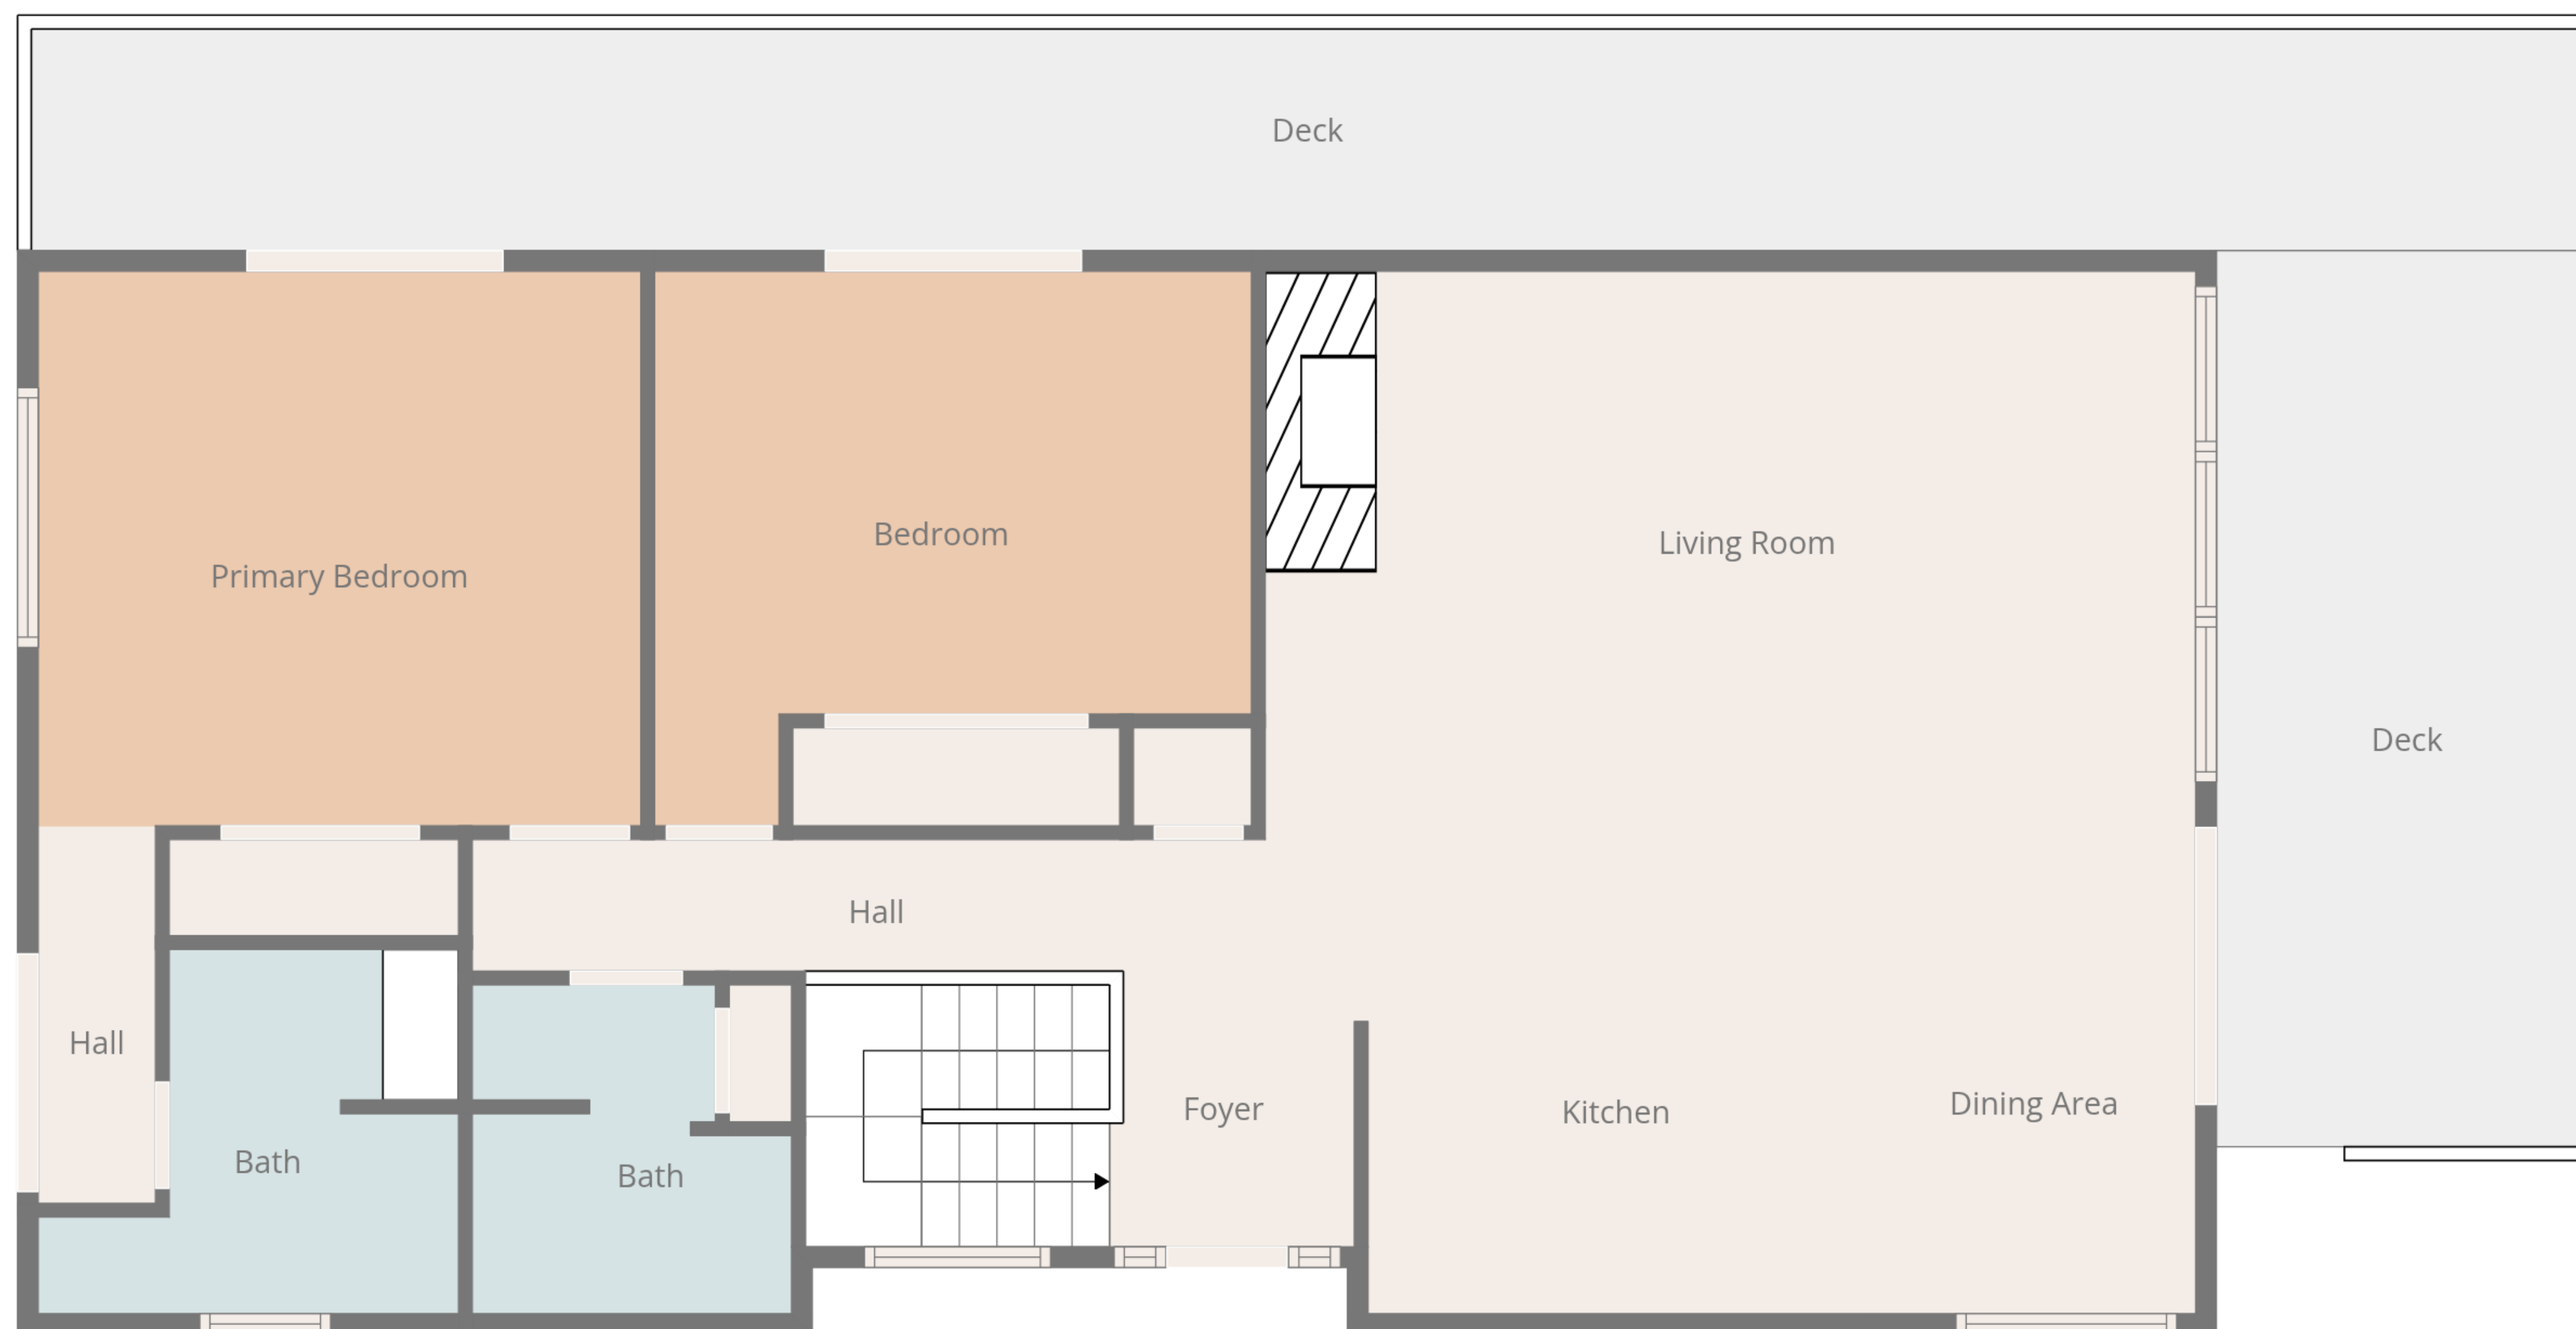 Deck
Bedroom
Living Room
Primary Bedroom
Deck
Hall
Hall
Foyer
Kitchen
Dining Area
Bath
Bath